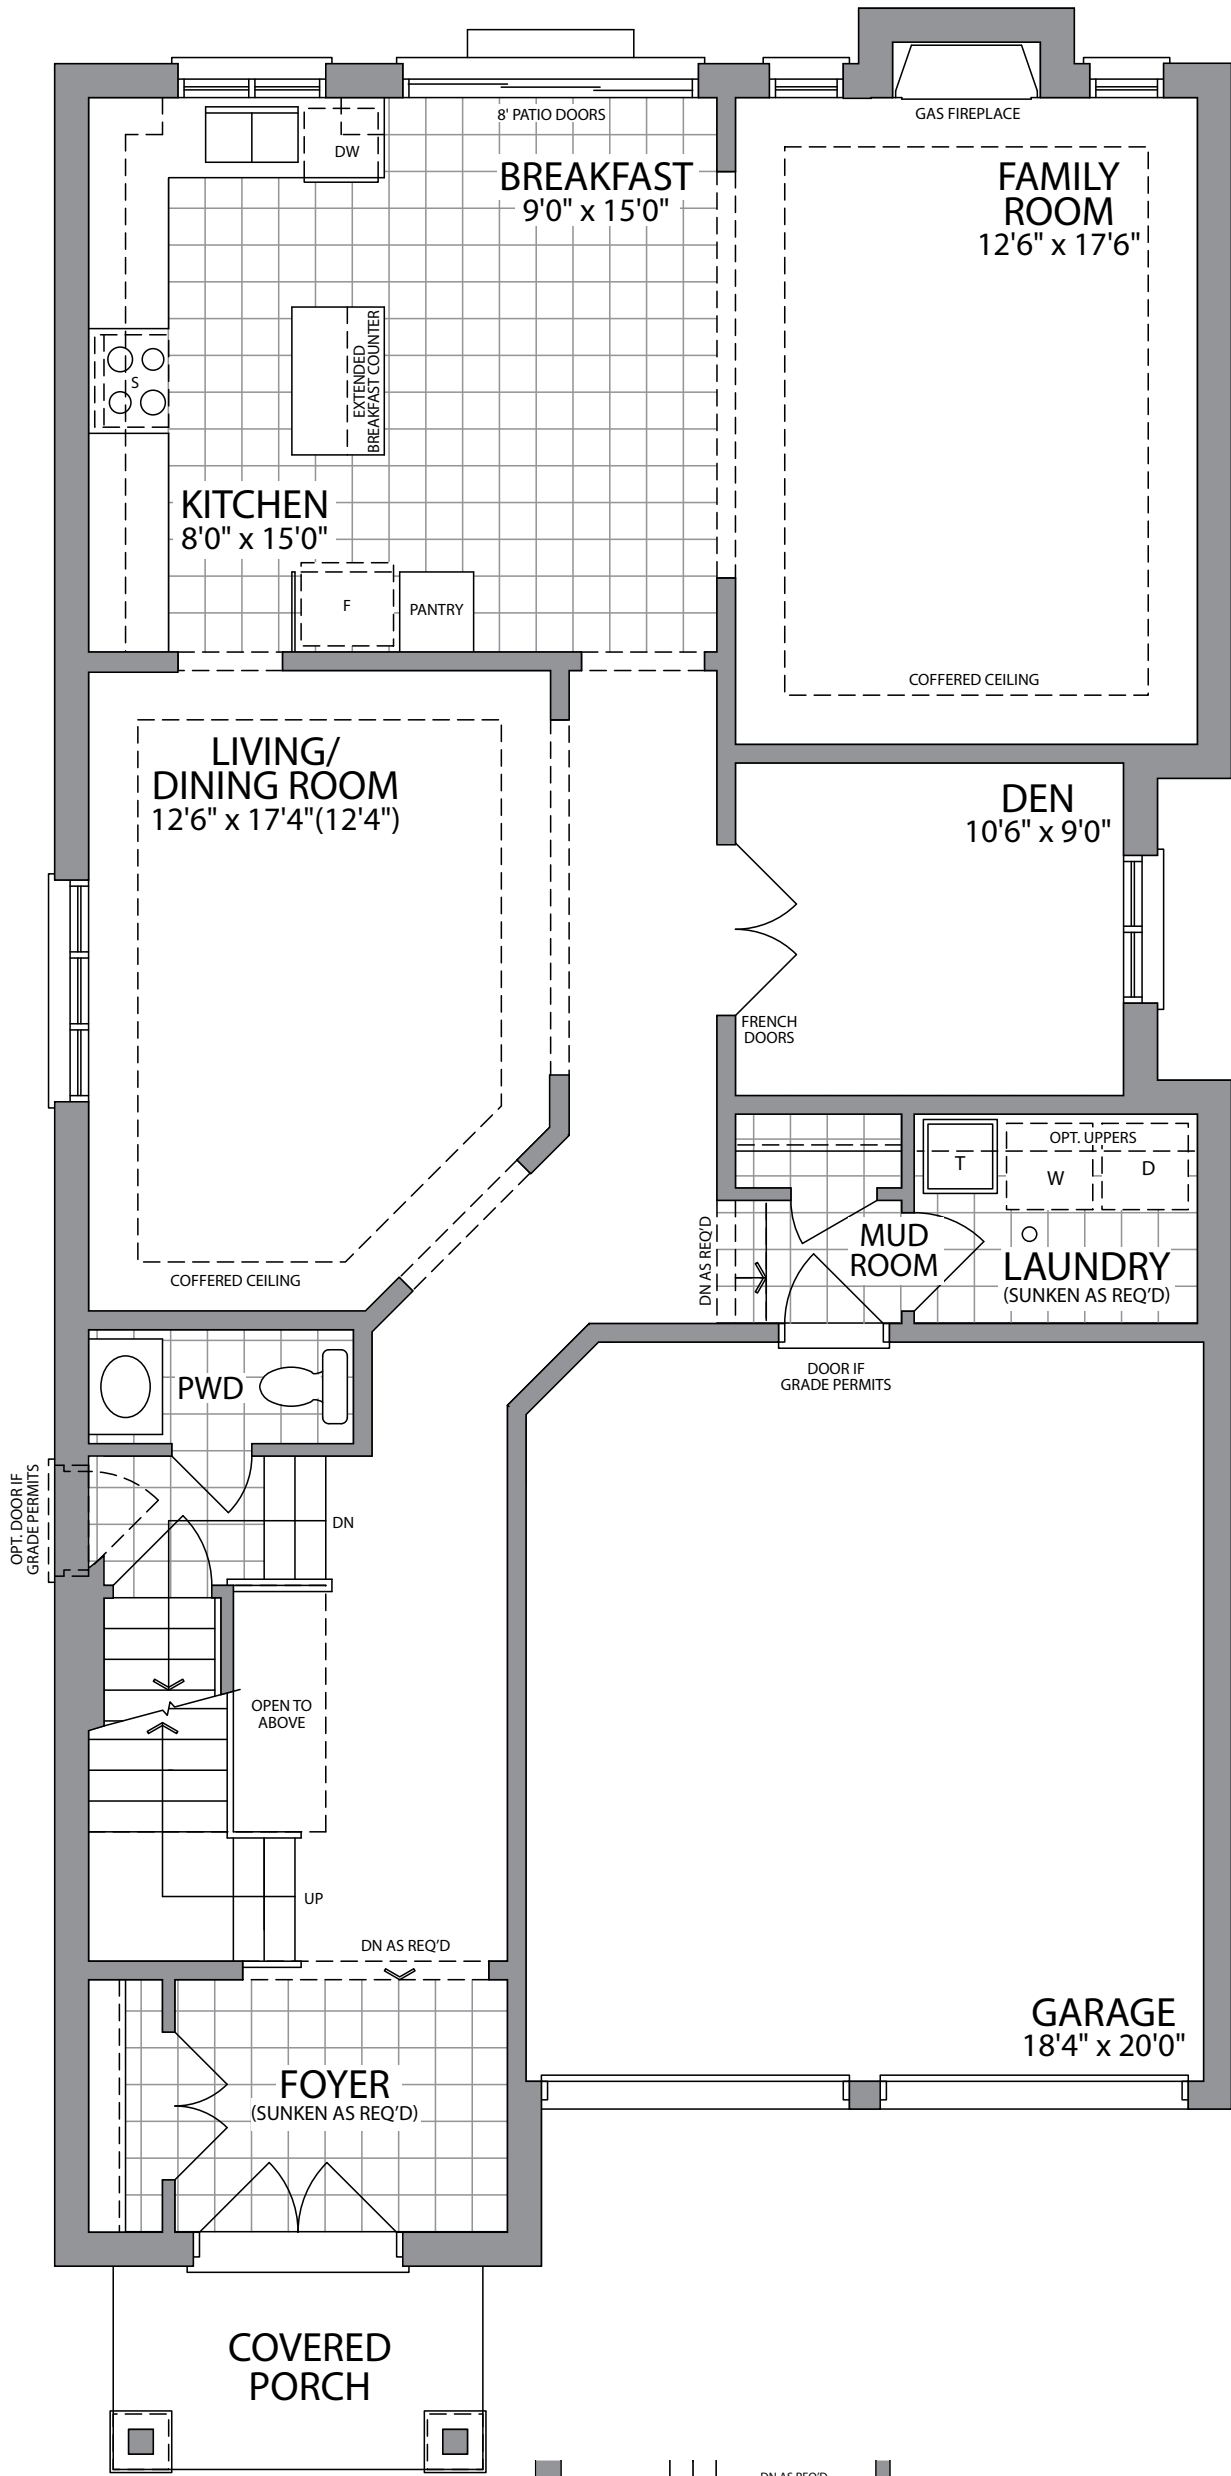 8' PATIO DOORS
GAS FIREPLACE
DW
BREAKFAST
9'0" x 15'0"
FAMILY
ROOM
12'6" x 17'6"
EXTENDED
BREAKFAST COUNTER
S
KITCHEN
8'0" x 15'0"
F
PANTRY
COFFERED CEILING
LIVING/
DINING ROOM
12'6" x 17'4"(12'4")
DEN
10'6" x 9'0"
FRENCH
DOORS
OPT. UPPERS
T
W
D
MUD
ROOM
DN AS REQ'D
LAUNDRY
(SUNKEN AS REQ'D)
COFFERED CEILING
DOOR IF
GRADE PERMITS
PWD
OPT. DOOR IF
GRADE PERMITS
DN
OPEN TO
ABOVE
UP
DN AS REQ'D
GARAGE
18'4" x 20'0"
FOYER
(SUNKEN AS REQ'D)
COVERED
PORCH
DN AS REQ'D